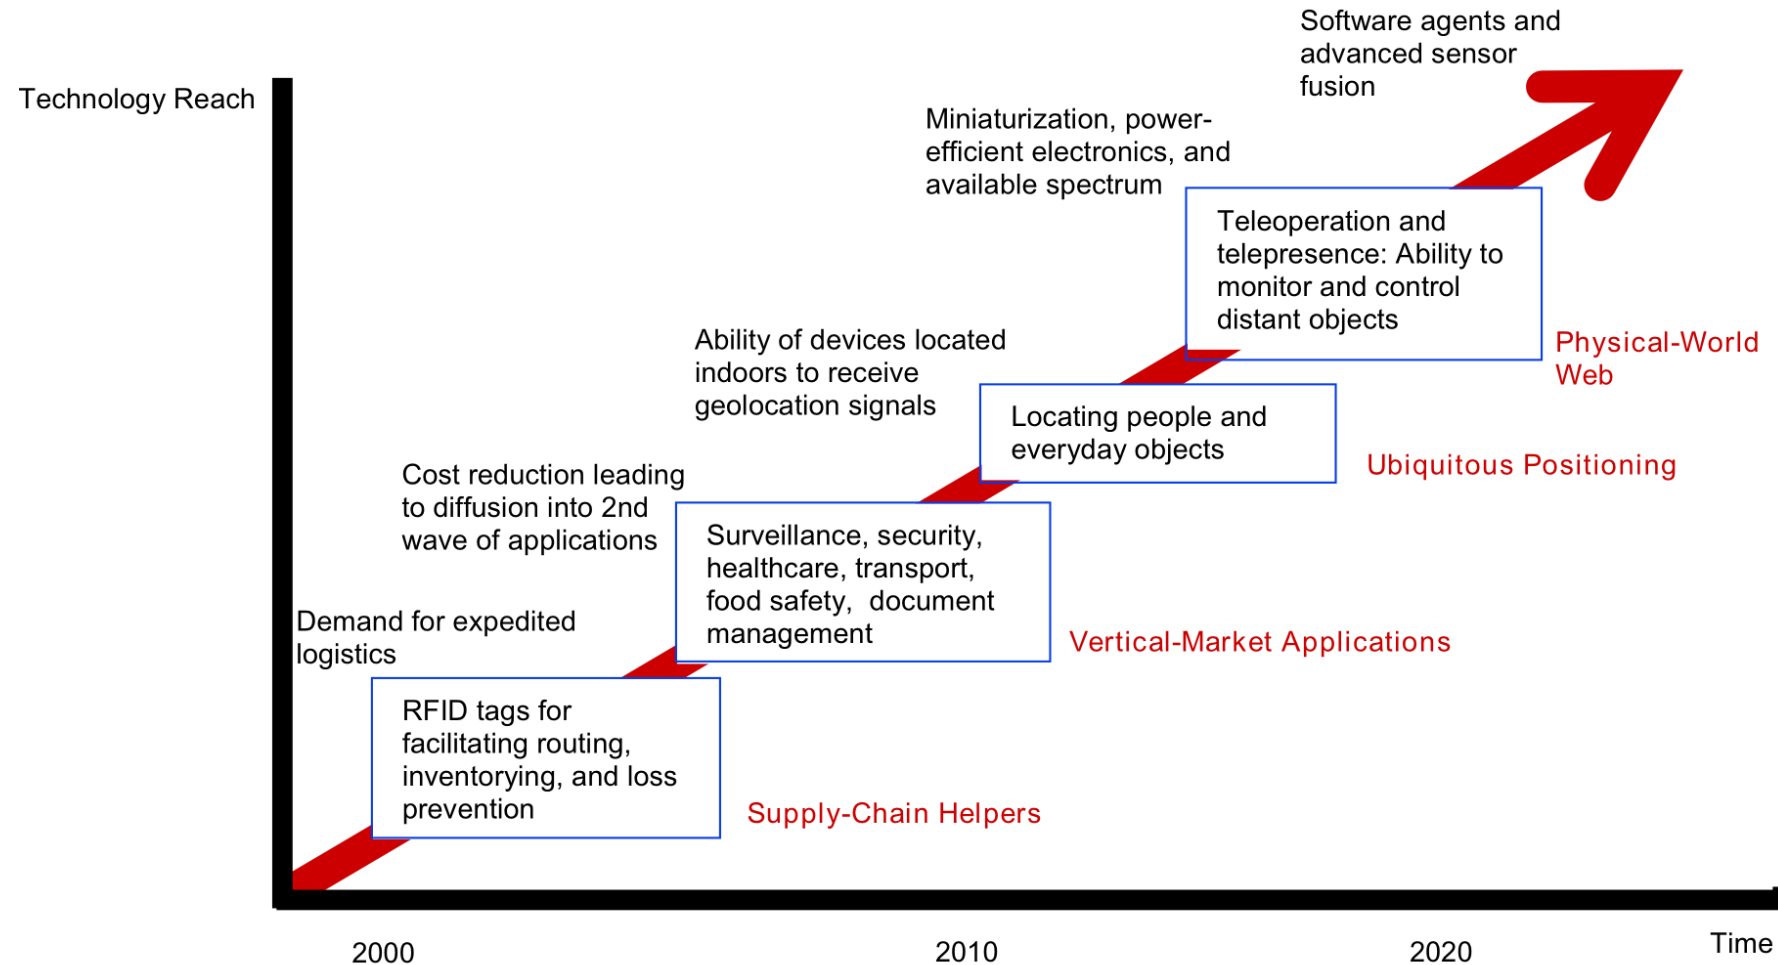 Software agents and
advanced sensor
fusion
Technology Reach
Miniaturization, power-
efficient electronics, and
available spectrum
Teleoperation and
telepresence: Ability to
monitor and control
distant objects
Physical-World
Web
Ability of devices located
indoors to receive
geolocation signals
Locating people and
everyday objects
Ubiquitous Positioning
Cost reduction leading
to diffusion into 2nd
wave of applications
Surveillance, security,
healthcare, transport,
food safety,  document
management
Vertical-Market Applications
Demand for expedited
logistics
RFID tags for
facilitating routing,
inventorying, and loss
prevention
Supply-Chain Helpers
2000
2010
2020
Time